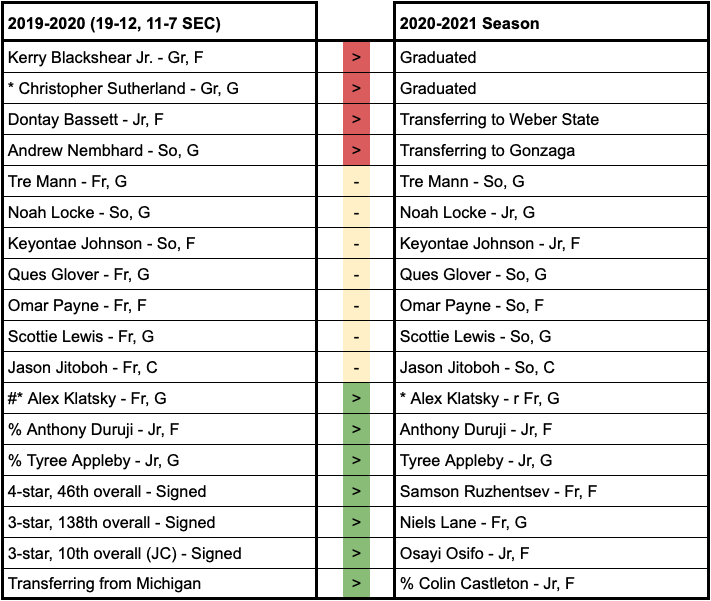 2019-2020 (19-12, 11-7 SEC) 2020-2021 Season
Kerry Blackshear Jr. - Gr, F > Graduated
* Christopher Sutherland - Gr, G > Graduated
Dontay Bassett - Jr, F > Transferring to Weber State
Andrew Nembhard - So, G > Transferring to Gonzaga
Tre Mann - Fr, G - Tre Mann - So, G
Noah Locke - So, G - Noah Locke - Jr, G
Keyontae Johnson - So, F - Keyontae Johnson - Jr, F
Ques Glover - Fr, G - Ques Glover - So, G
Omar Payne - Fr, F - Omar Payne - So, F
Scottie Lewis - Fr, G - Scottie Lewis - So, G
Jason Jitoboh - Fr, C - Jason Jitoboh - So, C
#* Alex Klatsky - Fr, G > * Alex Klatsky - r Fr, G
% Anthony Duruji - Jr, F > Anthony Duruji - Jr, F
% Tyree Appleby - Jr, G > Tyree Appleby - Jr, G
4-star, 46th overall - Signed > Samson Ruzhentsev - Fr, F
3-star, 138th overall - Signed > Niels Lane - Fr, G
3-star, 10th overall (JC) - Signed > Osayi Osifo - Jr, F
Transferring from Michigan > % Colin Castleton - Jr, F